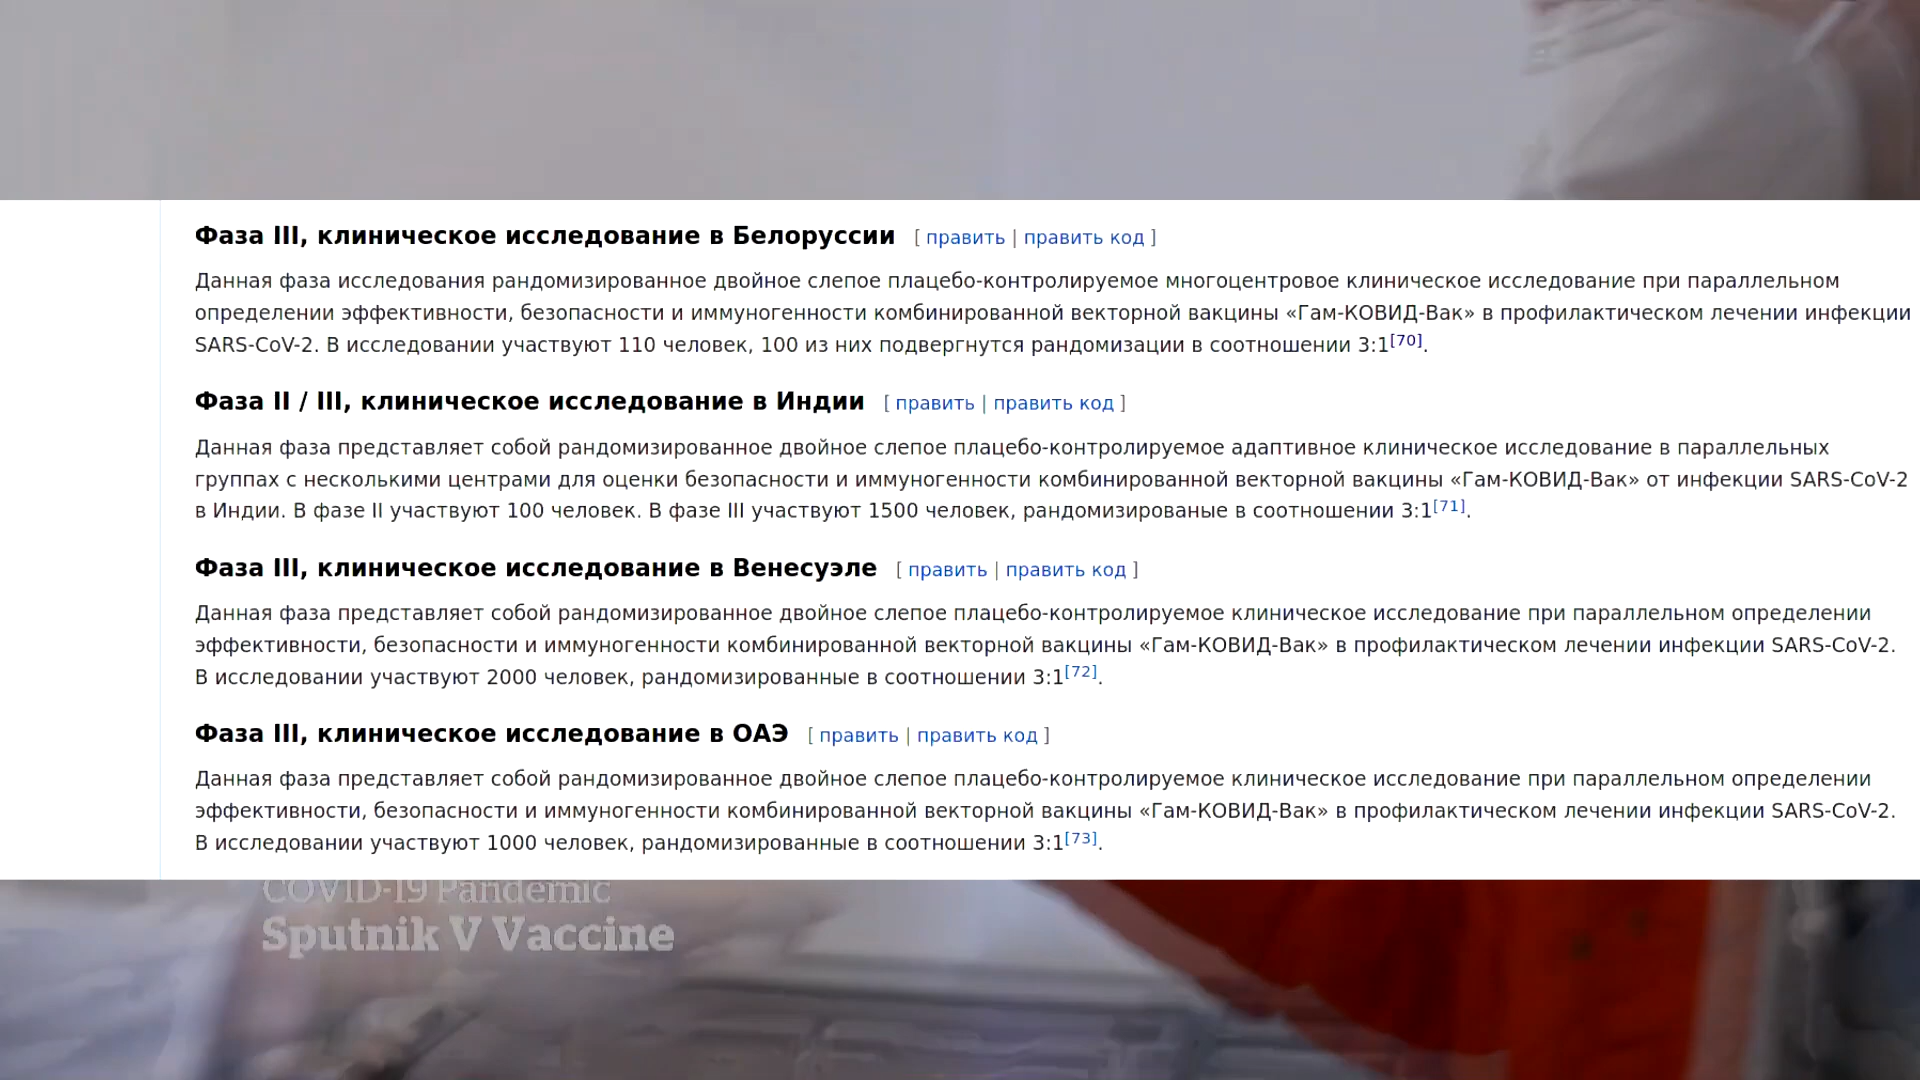 Фаза III, клиническое исследование в Белоруссии [ править | править код ]
Данная фаза исследования рандомизированное двойное слепое плацебо-контролируемое многоцентровое клиническое исследование при параллельном
определении эффективности, безопасности и иммуногенности комбинированной векторной вакцины «Гам-КОВИД-Вак» в профилактическом лечении инфекции
SARS-CoV-2. В исследовании участвуют 110 человек, 100 из них подвергнутся рандомизации в соотношении 3:1[70].
Фаза II / III, клиническое исследование в Индии [ править | править код ]
Данная фаза представляет собой рандомизированное двойное слепое плацебо-контролируемое адаптивное клиническое исследование в параллельных
группах с несколькими центрами для оценки безопасности и иммуногенности комбинированной векторной вакцины «Гам-КОВИД-Вак» от инфекции SARS-CoV-2
в Индии. В фазе II участвуют 100 человек. В фазе III участвуют 1500 человек, рандомизированые в соотношении 3:1[71].
Фаза III, клиническое исследование в Венесуэле [ править | править код ]
Данная фаза представляет собой рандомизированное двойное слепое плацебо-контролируемое клиническое исследование при параллельном определении
эффективности, безопасности и иммуногенности комбинированной векторной вакцины «Гам-КОВИД-Вак» в профилактическом лечении инфекции SARS-CoV-2.
В исследовании участвуют 2000 человек, рандомизированные в соотношении 3:1[72].
Фаза III, клиническое исследование в ОАЭ [ править | править код ]
Данная фаза представляет собой рандомизированное двойное слепое плацебо-контролируемое клиническое исследование при параллельном определении
эффективности, безопасности и иммуногенности комбинированной векторной вакцины «Гам-КОВИД-Вак» в профилактическом лечении инфекции SARS-CoV-2.
В исследовании участвуют 1000 человек, рандомизированные в соотношении 3:1[73].
COVID-19 Pandemic
Sputnik V Vaccine